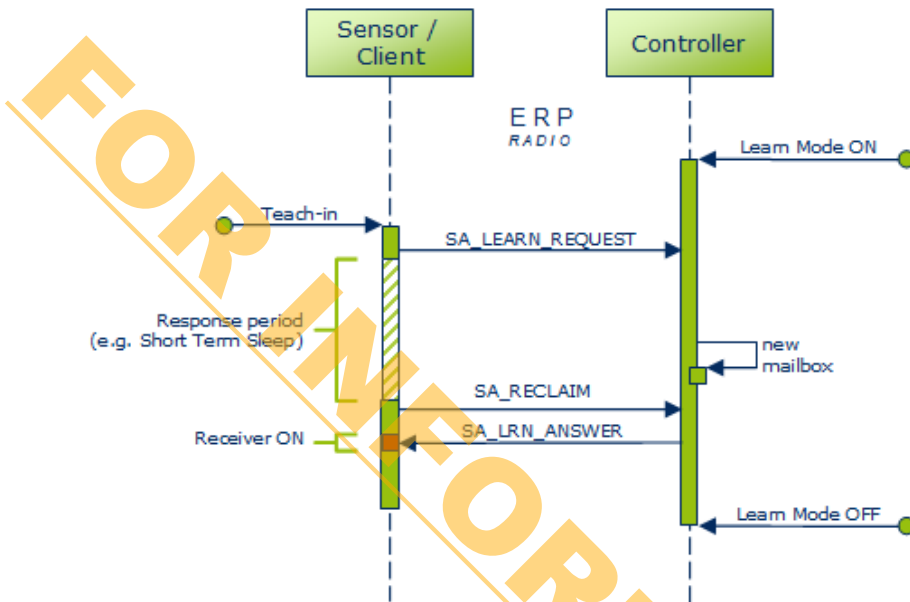 Sensor /
Client
Controller
ERP
RADIO
Learn Mode ON
Teach-in
SA_LEARN_REQUEST
Response period
(e.g. Short Term Sleep)
new
mailbox
SA_RECLAIM
Receiver ON
SA_LRN_ANSWER
Learn Mode OFF
FOR INFOR